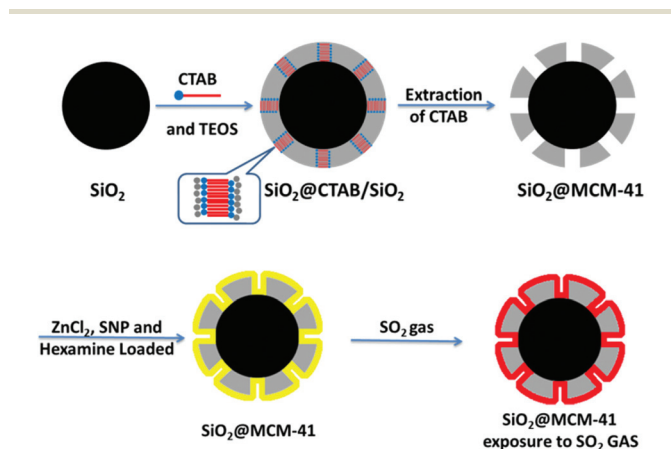 CTAB
and TEOS
Extraction
of CTAB
SiO₂
SiO₂@CTAB/SiO₂
SiO₂@MCM-41
ZnCl₂, SNP and
Hexamine Loaded
SO₂ gas
SiO₂@MCM-41
SiO₂@MCM-41
exposure to SO₂ GAS